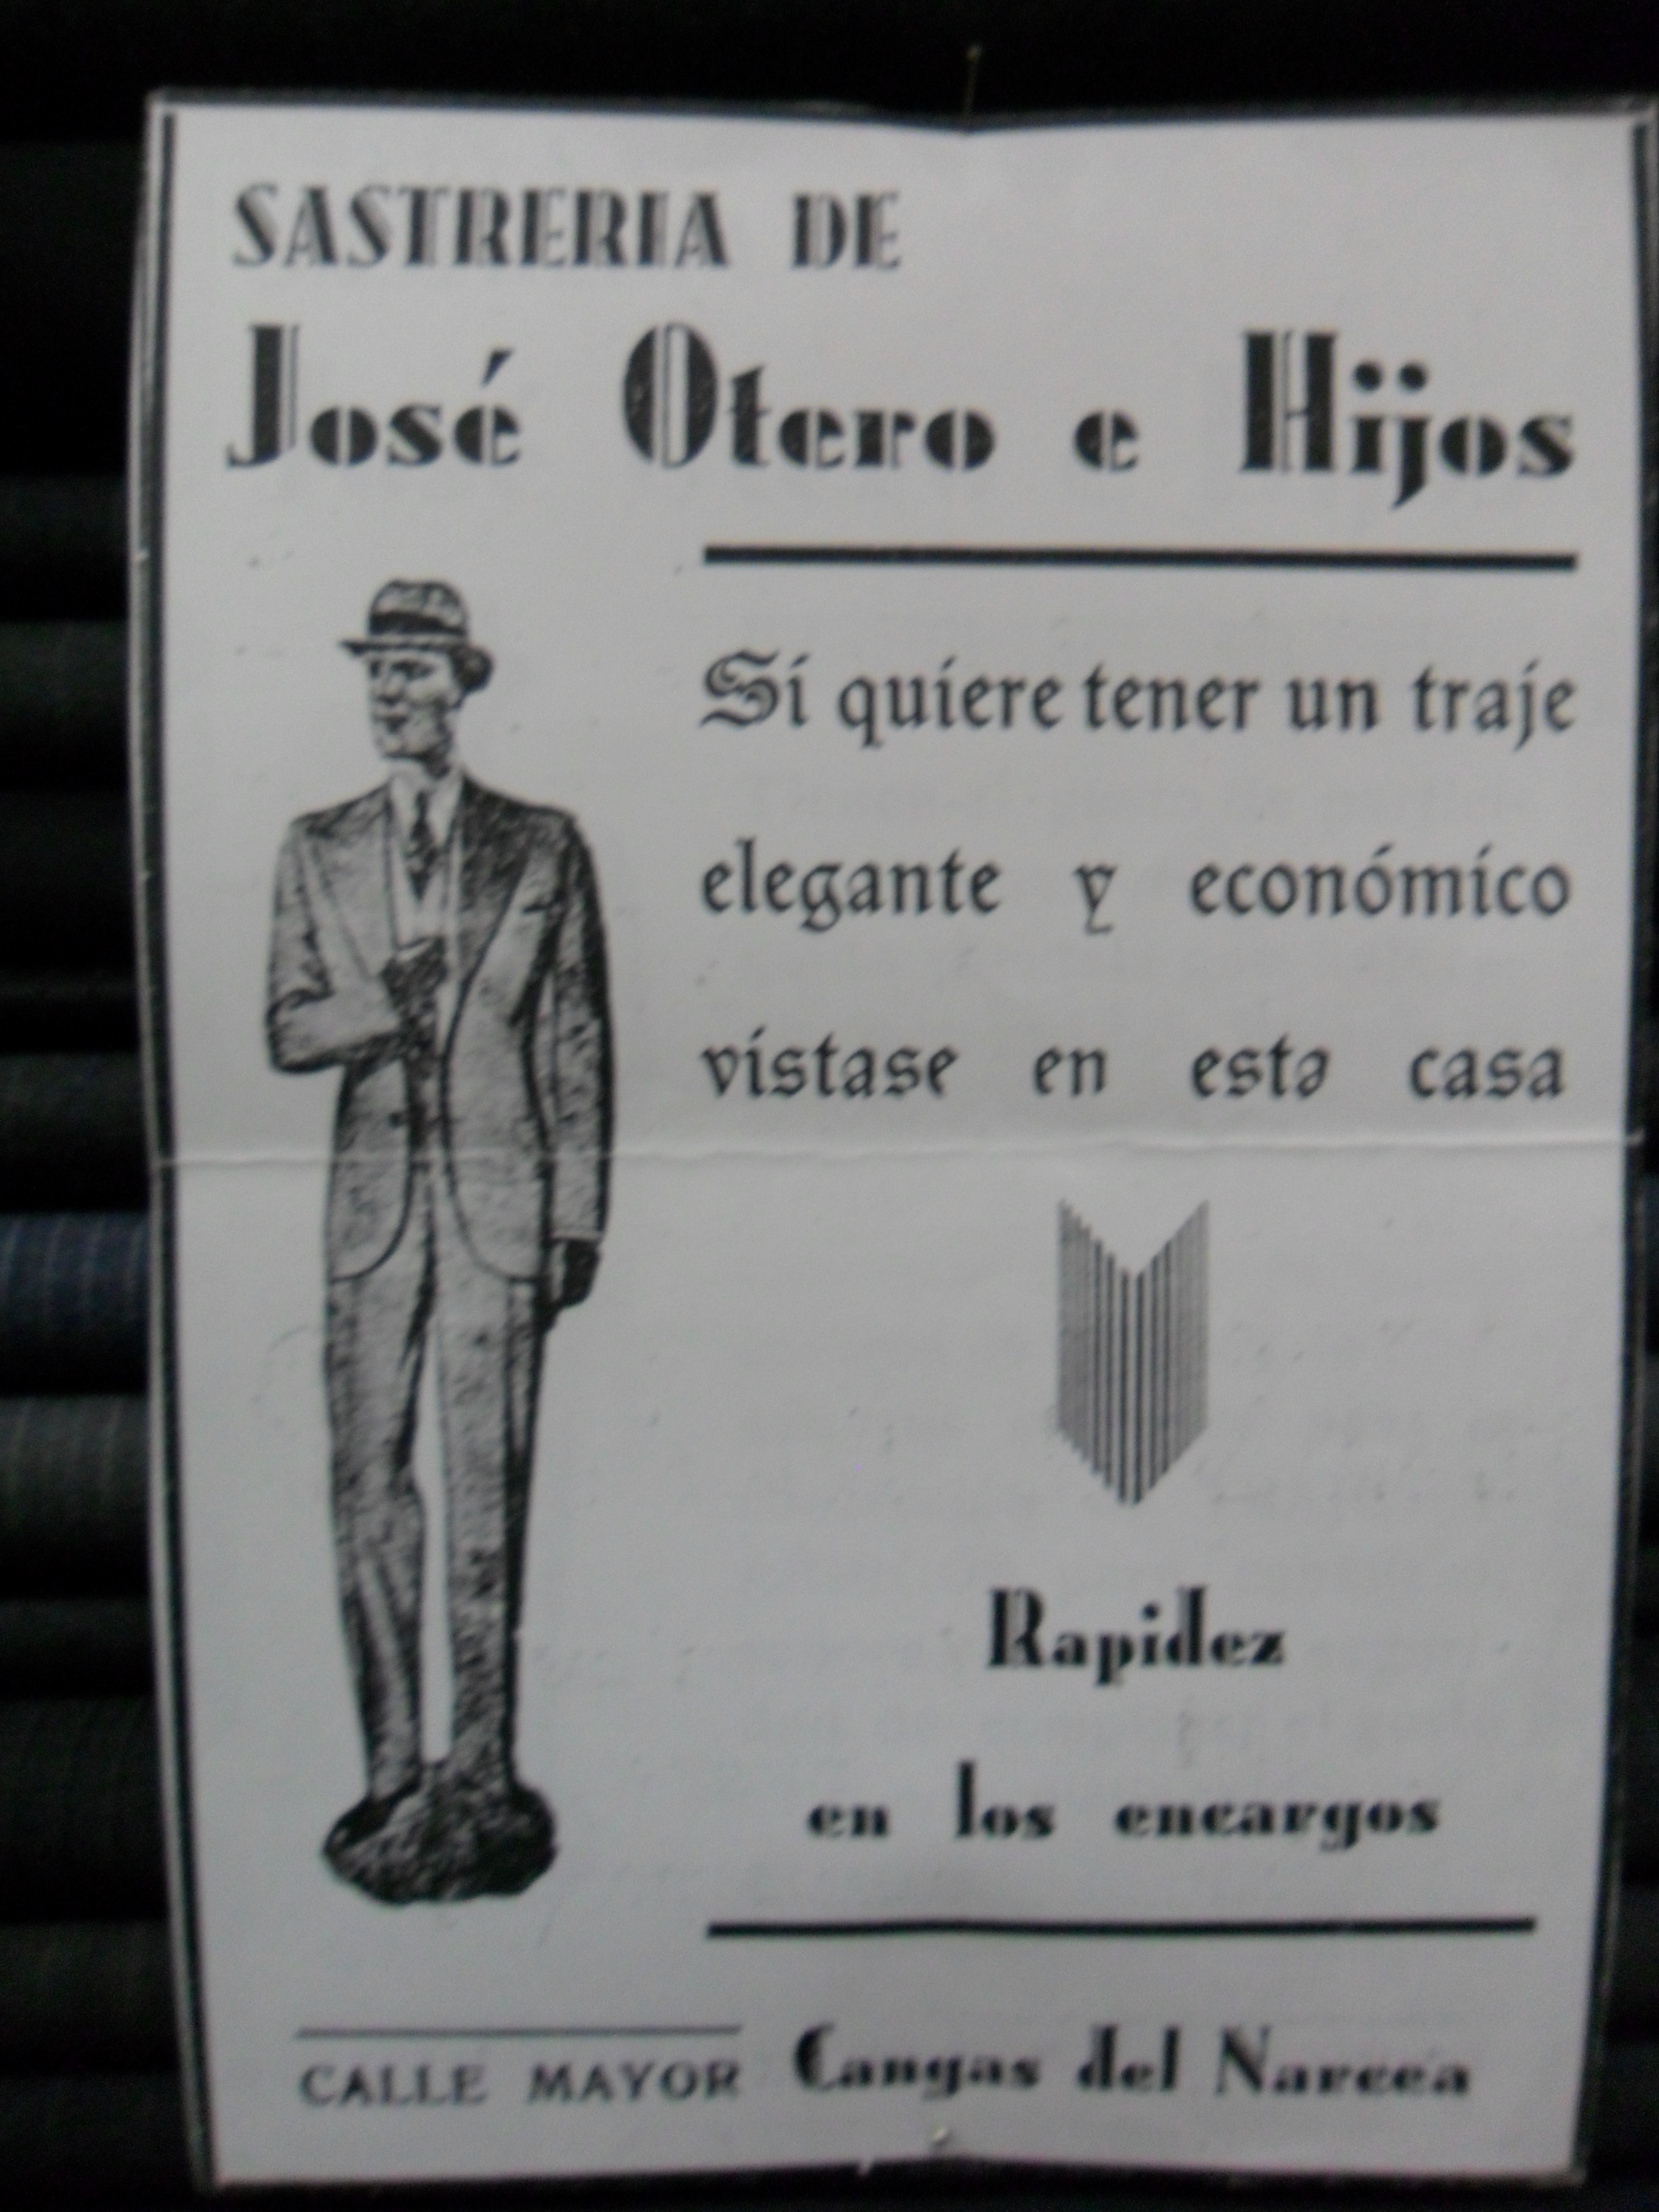 SASTRERIA DE
José Otero e Hijos
Si quiere tener un traje
elegante y económico
vístase en esta casa
Rapidez
en los encargos
CALLE MAYOR Cangas del Narcea